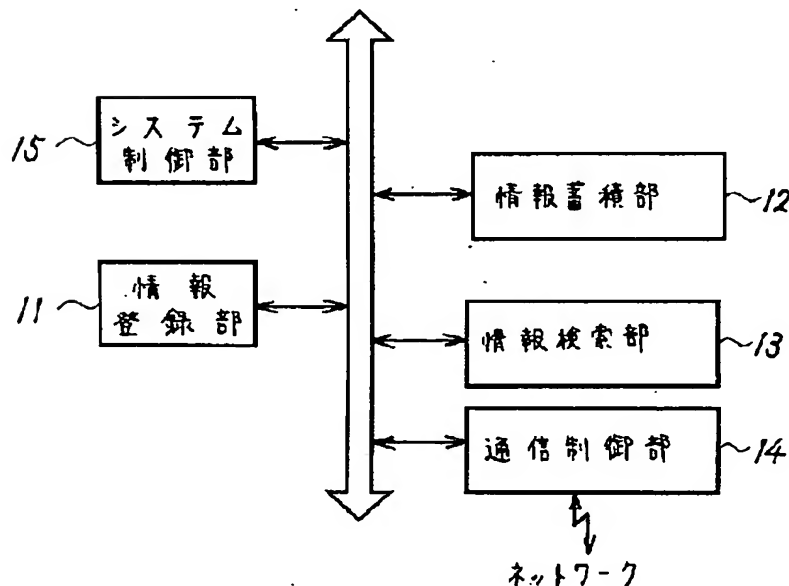 システム
制御部
15
情報蓄積部
12
情報
登録部
11
情報検索部
13
通信制御部
14
ネットワーク